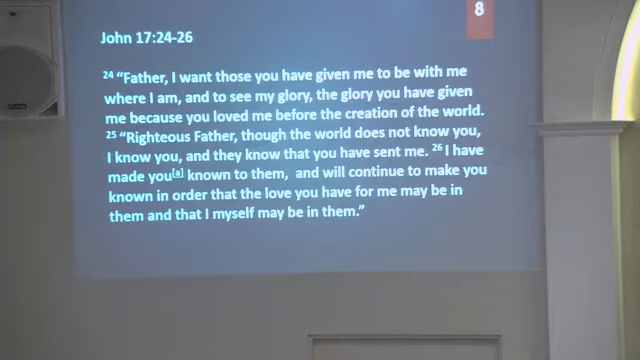 8
John 17:24-26
24 “Father, I want those you have given me to be with me
where I am, and to see my glory, the glory you have given
me because you loved me before the creation of the world.
25 “Righteous Father, though the world does not know you,
I know you, and they know that you have sent me. 26 I have
made you[a] known to them, and will continue to make you
known in order that the love you have for me may be in
them and that I myself may be in them.”